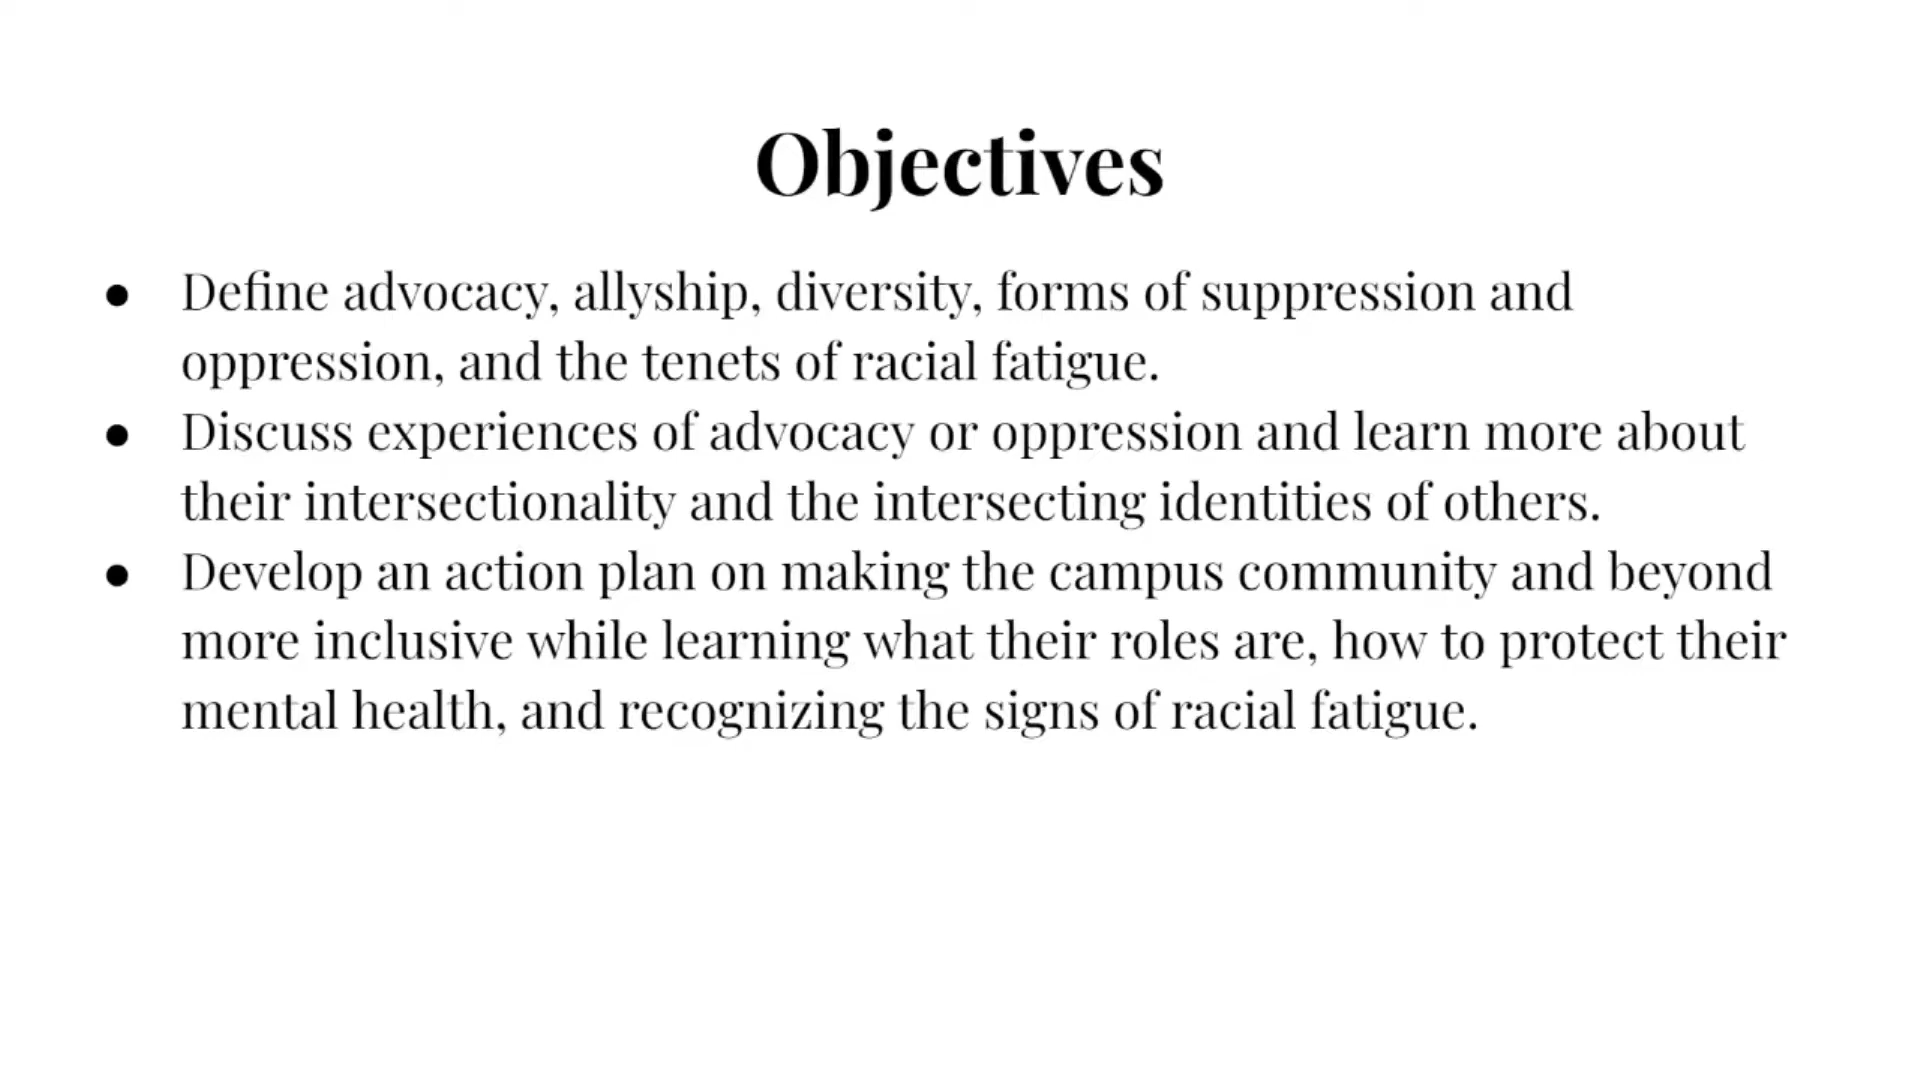 Objectives
● Define advocacy, allyship, diversity, forms of suppression and
oppression, and the tenets of racial fatigue.
● Discuss experiences of advocacy or oppression and learn more about
their intersectionality and the intersecting identities of others.
● Develop an action plan on making the campus community and beyond
more inclusive while learning what their roles are, how to protect their
mental health, and recognizing the signs of racial fatigue.